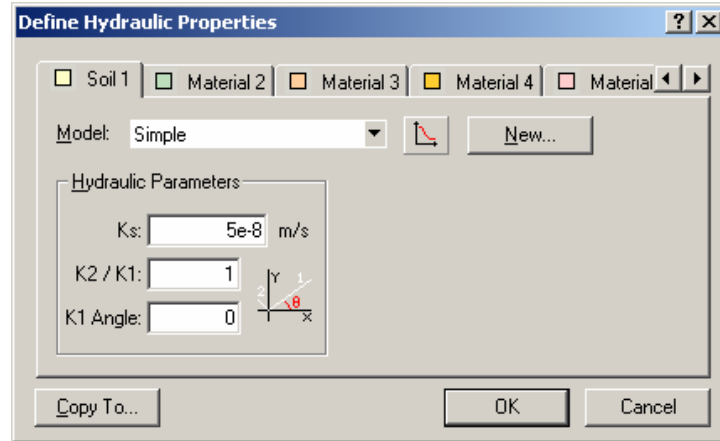 Define Hydraulic Properties ? X
Soil 1 Material 2 Material 3 Material 4 Material
Model: Simple New...
Hydraulic Parameters
Ks: 5e-8 m/s
K2 / K1: 1
K1 Angle: 0
Y 1
2 θ
X
Copy To... OK Cancel